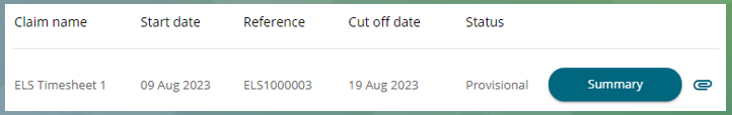 Claim name Start date Reference Cut off date Status
ELS Timesheet 1 09 Aug 2023 ELS1000003 19 Aug 2023 Provisional Summary